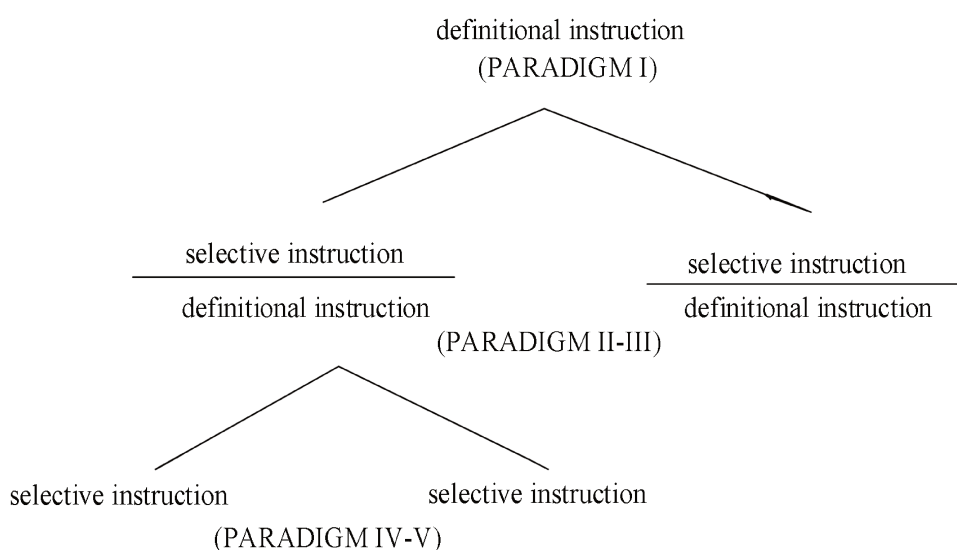 definitional instruction
(PARADIGM I)
selective instruction
definitional instruction
selective instruction
definitional instruction
(PARADIGM II-III)
selective instruction
selective instruction
(PARADIGM IV-V)